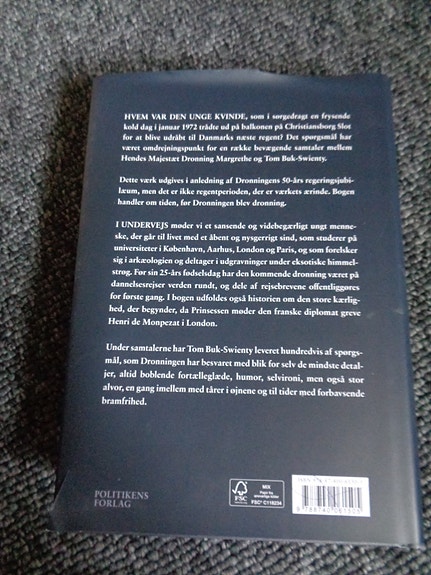 HVEM VAR DEN UNGE KVINDE, som i sørgedragt en frysende
kold dag i januar 1972 trådte ud på balkonen på Christiansborg Slot
for at blive udråbt til Danmarks næste regent? Det spørgsmål har
været omdrejningspunkt for en række bevægende samtaler mellem
Hendes Majestæt Dronning Margrethe og Tom Buk-Swienty.
Dette værk udgives i anledning af Dronningens 50-års regeringsjubi-
læum, men det er ikke regentperioden, der er værkets ærinde. Bogen
handler om tiden, før Dronningen blev dronning.
I UNDERVEJS møder vi et sansende og videbegærligt ungt menne-
ske, der går til livet med et åbent og nysgerrigt sind, som studerer på
universiteter i København, Aarhus, London og Paris, og som forelsker
sig i arkæologien og deltager i udgravninger under eksotiske himmel-
strøg. Før sin 25-års fødselsdag har den kommende dronning været på
dannelsesrejser verden rundt, og dele af rejsebrevene offentliggøres
for første gang. I bogen udfoldes også historien om den store kærlig-
hed, der begynder, da Prinsessen møder den franske diplomat greve
Henri de Monpezat i London.
Under samtalerne har Tom Buk-Swienty leveret hundredvis af spørgs-
mål, som Dronningen har besvaret med blik for selv de mindste detal-
jer, altid boblende fortælleglæde, humor, selvironi, men også stor
alvor, en gang imellem med tårer i øjnene og til tider med forbavsende
bramfrihed.
POLITIKENS
FORLAG
FSC
MIX
FSC® C118234